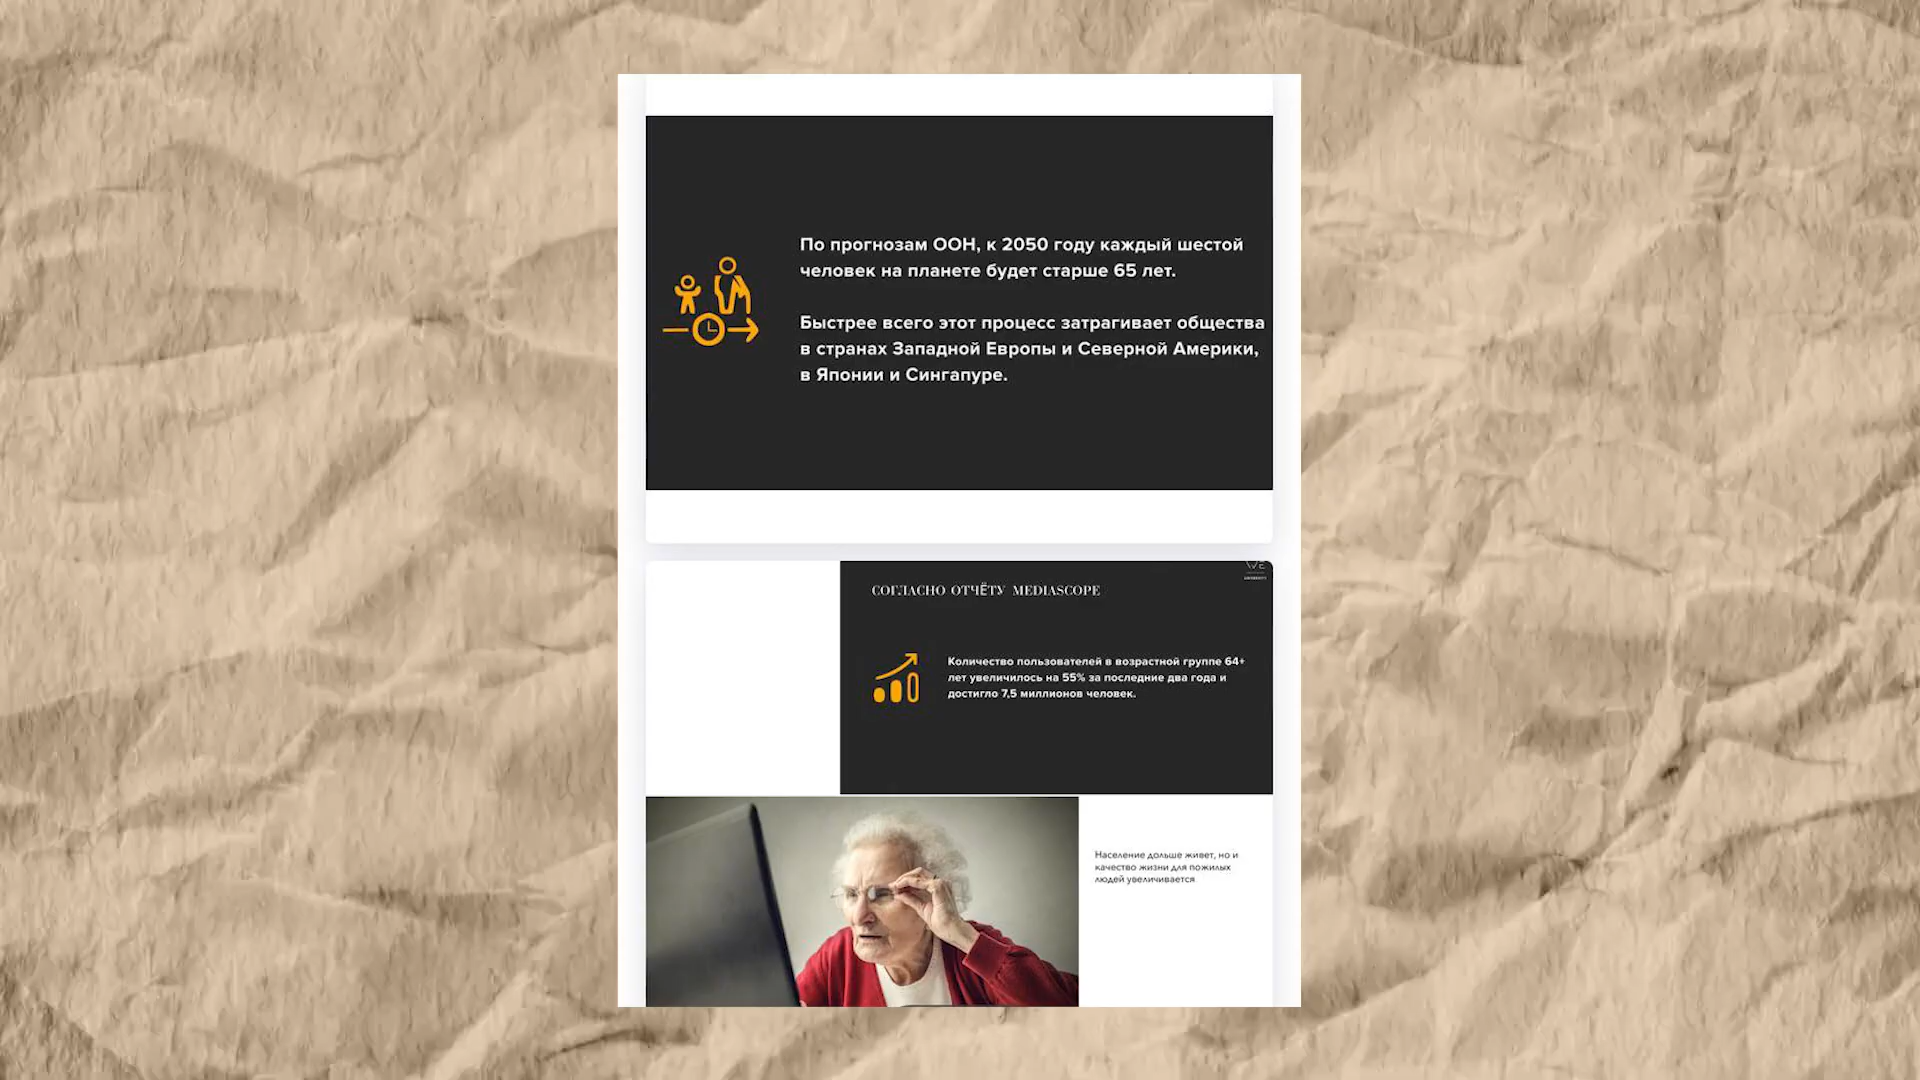 По прогнозам ООН, к 2050 году каждый шестой
человек на планете будет старше 65 лет.
Быстрее всего этот процесс затрагивает общества
в странах Западной Европы и Северной Америки,
в Японии и Сингапуре.
WE
СОГЛАСНО ОТЧЁТУ MEDIASCOPE
Количество пользователей в возрастной группе 64+
лет увеличилось на 55% за последние два года и
достигло 7,5 миллионов человек.
Население дольше живет, но и
качество жизни для пожилых
людей увеличивается